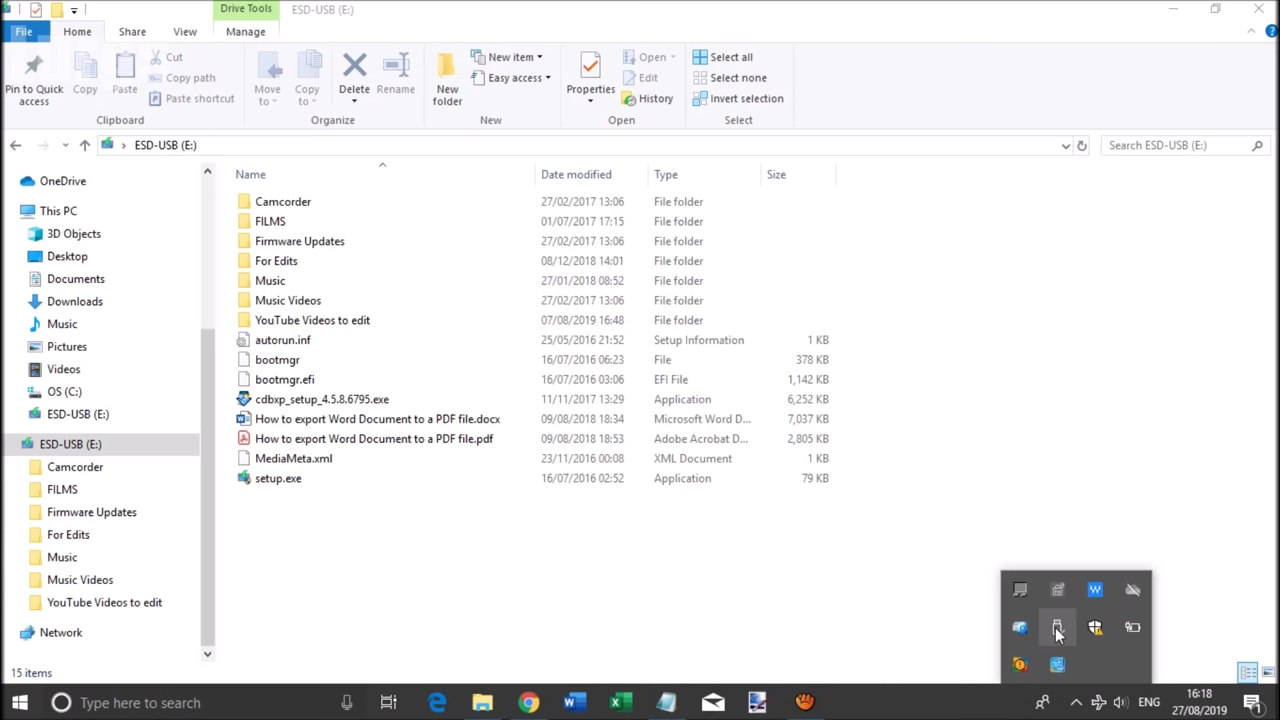 Drive Tools
ESD-USB (E:)
File
Home
Share
View
Manage
Pin to Quick access
Copy
Paste
Cut
Copy path
Paste shortcut
Clipboard
Move to
Copy to
Delete
Rename
Organize
New folder
New item
Easy access
New
Properties
Open
Edit
History
Open
Select all
Select none
Invert selection
Select
ESD-USB (E:)
Search ESD-USB (E:)
OneDrive
This PC
3D Objects
Desktop
Documents
Downloads
Music
Pictures
Videos
OS (C:)
ESD-USB (E:)
ESD-USB (E:)
Camcorder
FILMS
Firmware Updates
For Edits
Music
Music Videos
YouTube Videos to edit
Network
Name Date modified Type Size
Camcorder 27/02/2017 13:06 File folder
FILMS 01/07/2017 17:15 File folder
Firmware Updates 27/02/2017 13:06 File folder
For Edits 08/12/2018 14:01 File folder
Music 27/01/2018 08:52 File folder
Music Videos 27/02/2017 13:06 File folder
YouTube Videos to edit 07/08/2019 16:48 File folder
autorun.inf 25/05/2016 21:52 Setup Information 1 KB
bootmgr 16/07/2016 06:23 File 378 KB
bootmgr.efi 16/07/2016 03:06 EFI File 1,142 KB
cdbxp_setup_4.5.8.6795.exe 11/11/2017 13:29 Application 6,252 KB
How to export Word Document to a PDF file.docx 09/08/2018 18:34 Microsoft Word D... 7,037 KB
How to export Word Document to a PDF file.pdf 09/08/2018 18:53 Adobe Acrobat D... 2,805 KB
MediaMeta.xml 23/11/2016 00:08 XML Document 1 KB
setup.exe 16/07/2016 02:52 Application 79 KB
15 items
Type here to search
ENG
16:18
27/08/2019
1